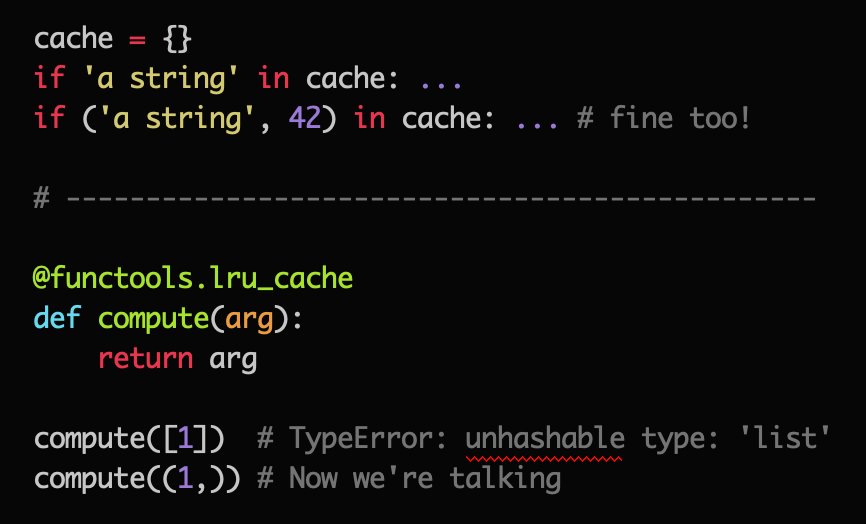 cache = {}
if 'a string' in cache: ...
if ('a string', 42) in cache: ... # fine too!
# -----------------------------------------------
@functools.lru_cache
def compute(arg):
    return arg
compute([1])  # TypeError: unhashable type: 'list'
compute((1,)) # Now we're talking